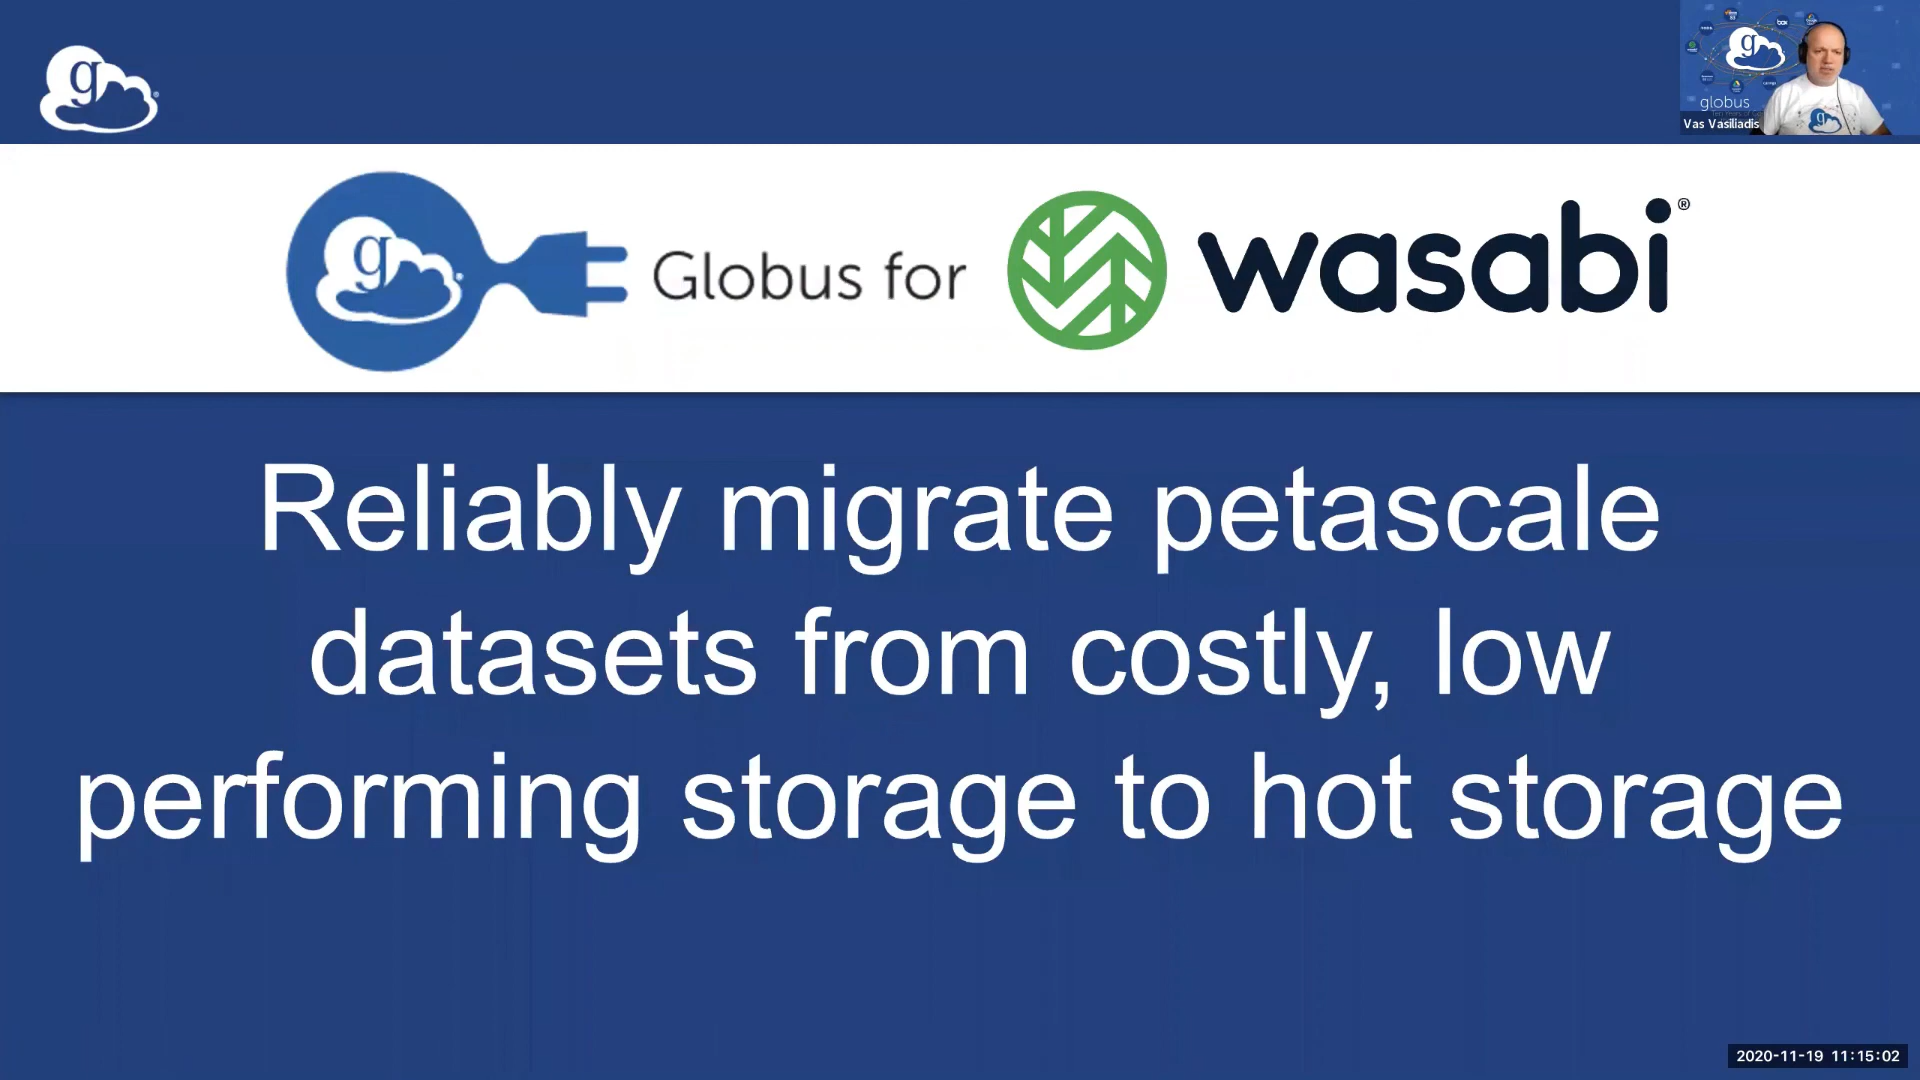 g
g
globus
Vas Vasiliadis
g
g
Globus for
wasabi®
Reliably migrate petascale
datasets from costly, low
performing storage to hot storage
2020-11-19 11:15:02